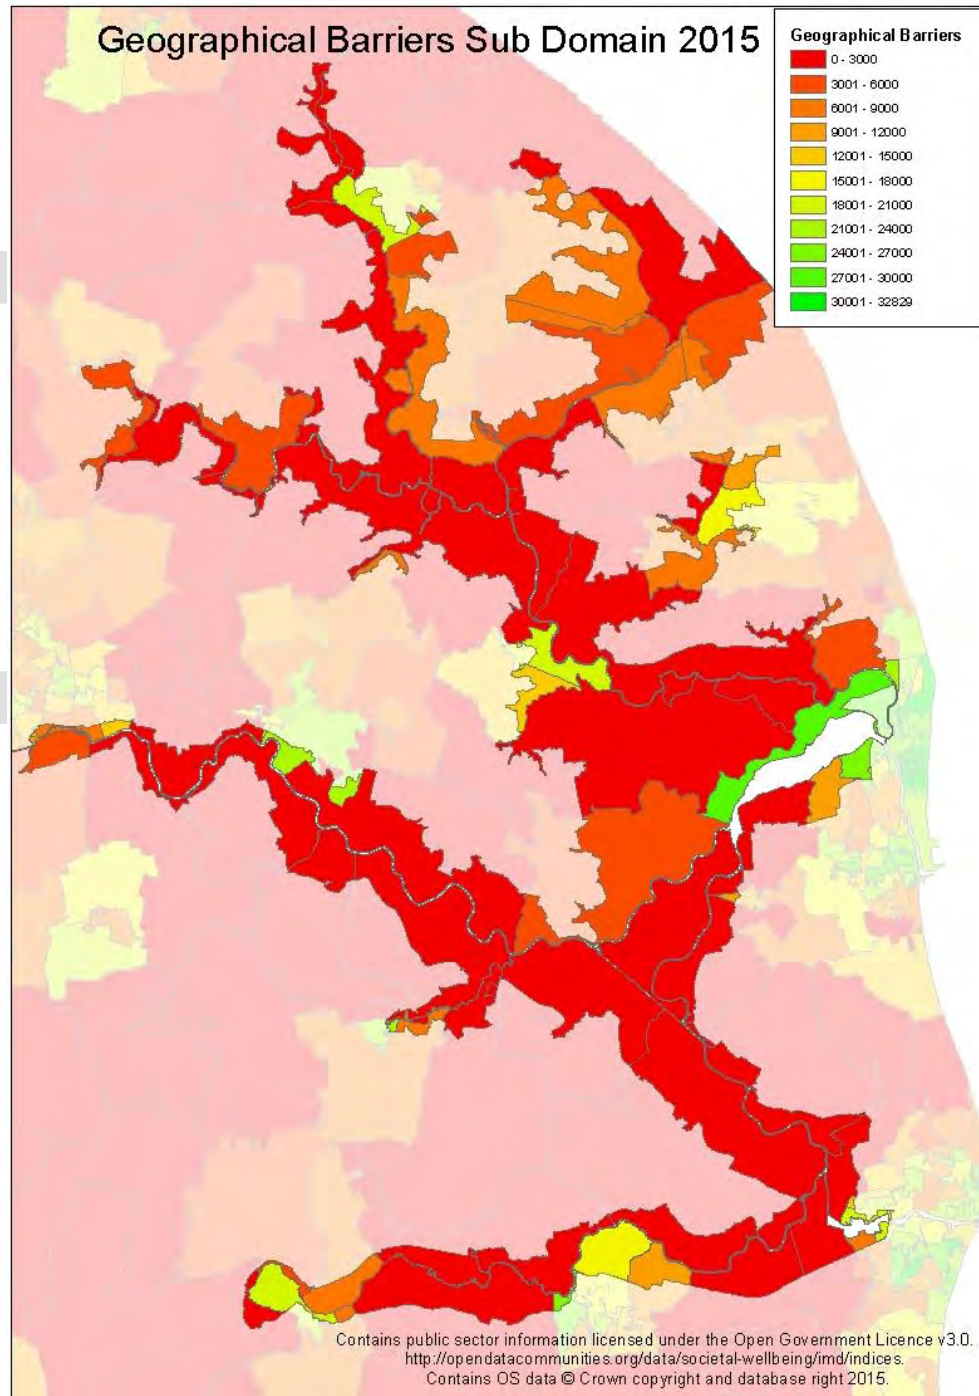 Geographical Barriers Sub Domain 2015
Geographical Barriers
0 - 3000
3001 - 6000
6001 - 9000
9001 - 12000
12001 - 15000
15001 - 18000
18001 - 21000
21001 - 24000
24001 - 27000
27001 - 30000
30001 - 32829
Contains public sector information licensed under the Open Government Licence v3.0.
http://opendatacommunities.org/data/societal-wellbeing/imd/indices.
Contains OS data © Crown copyright and database right 2015.